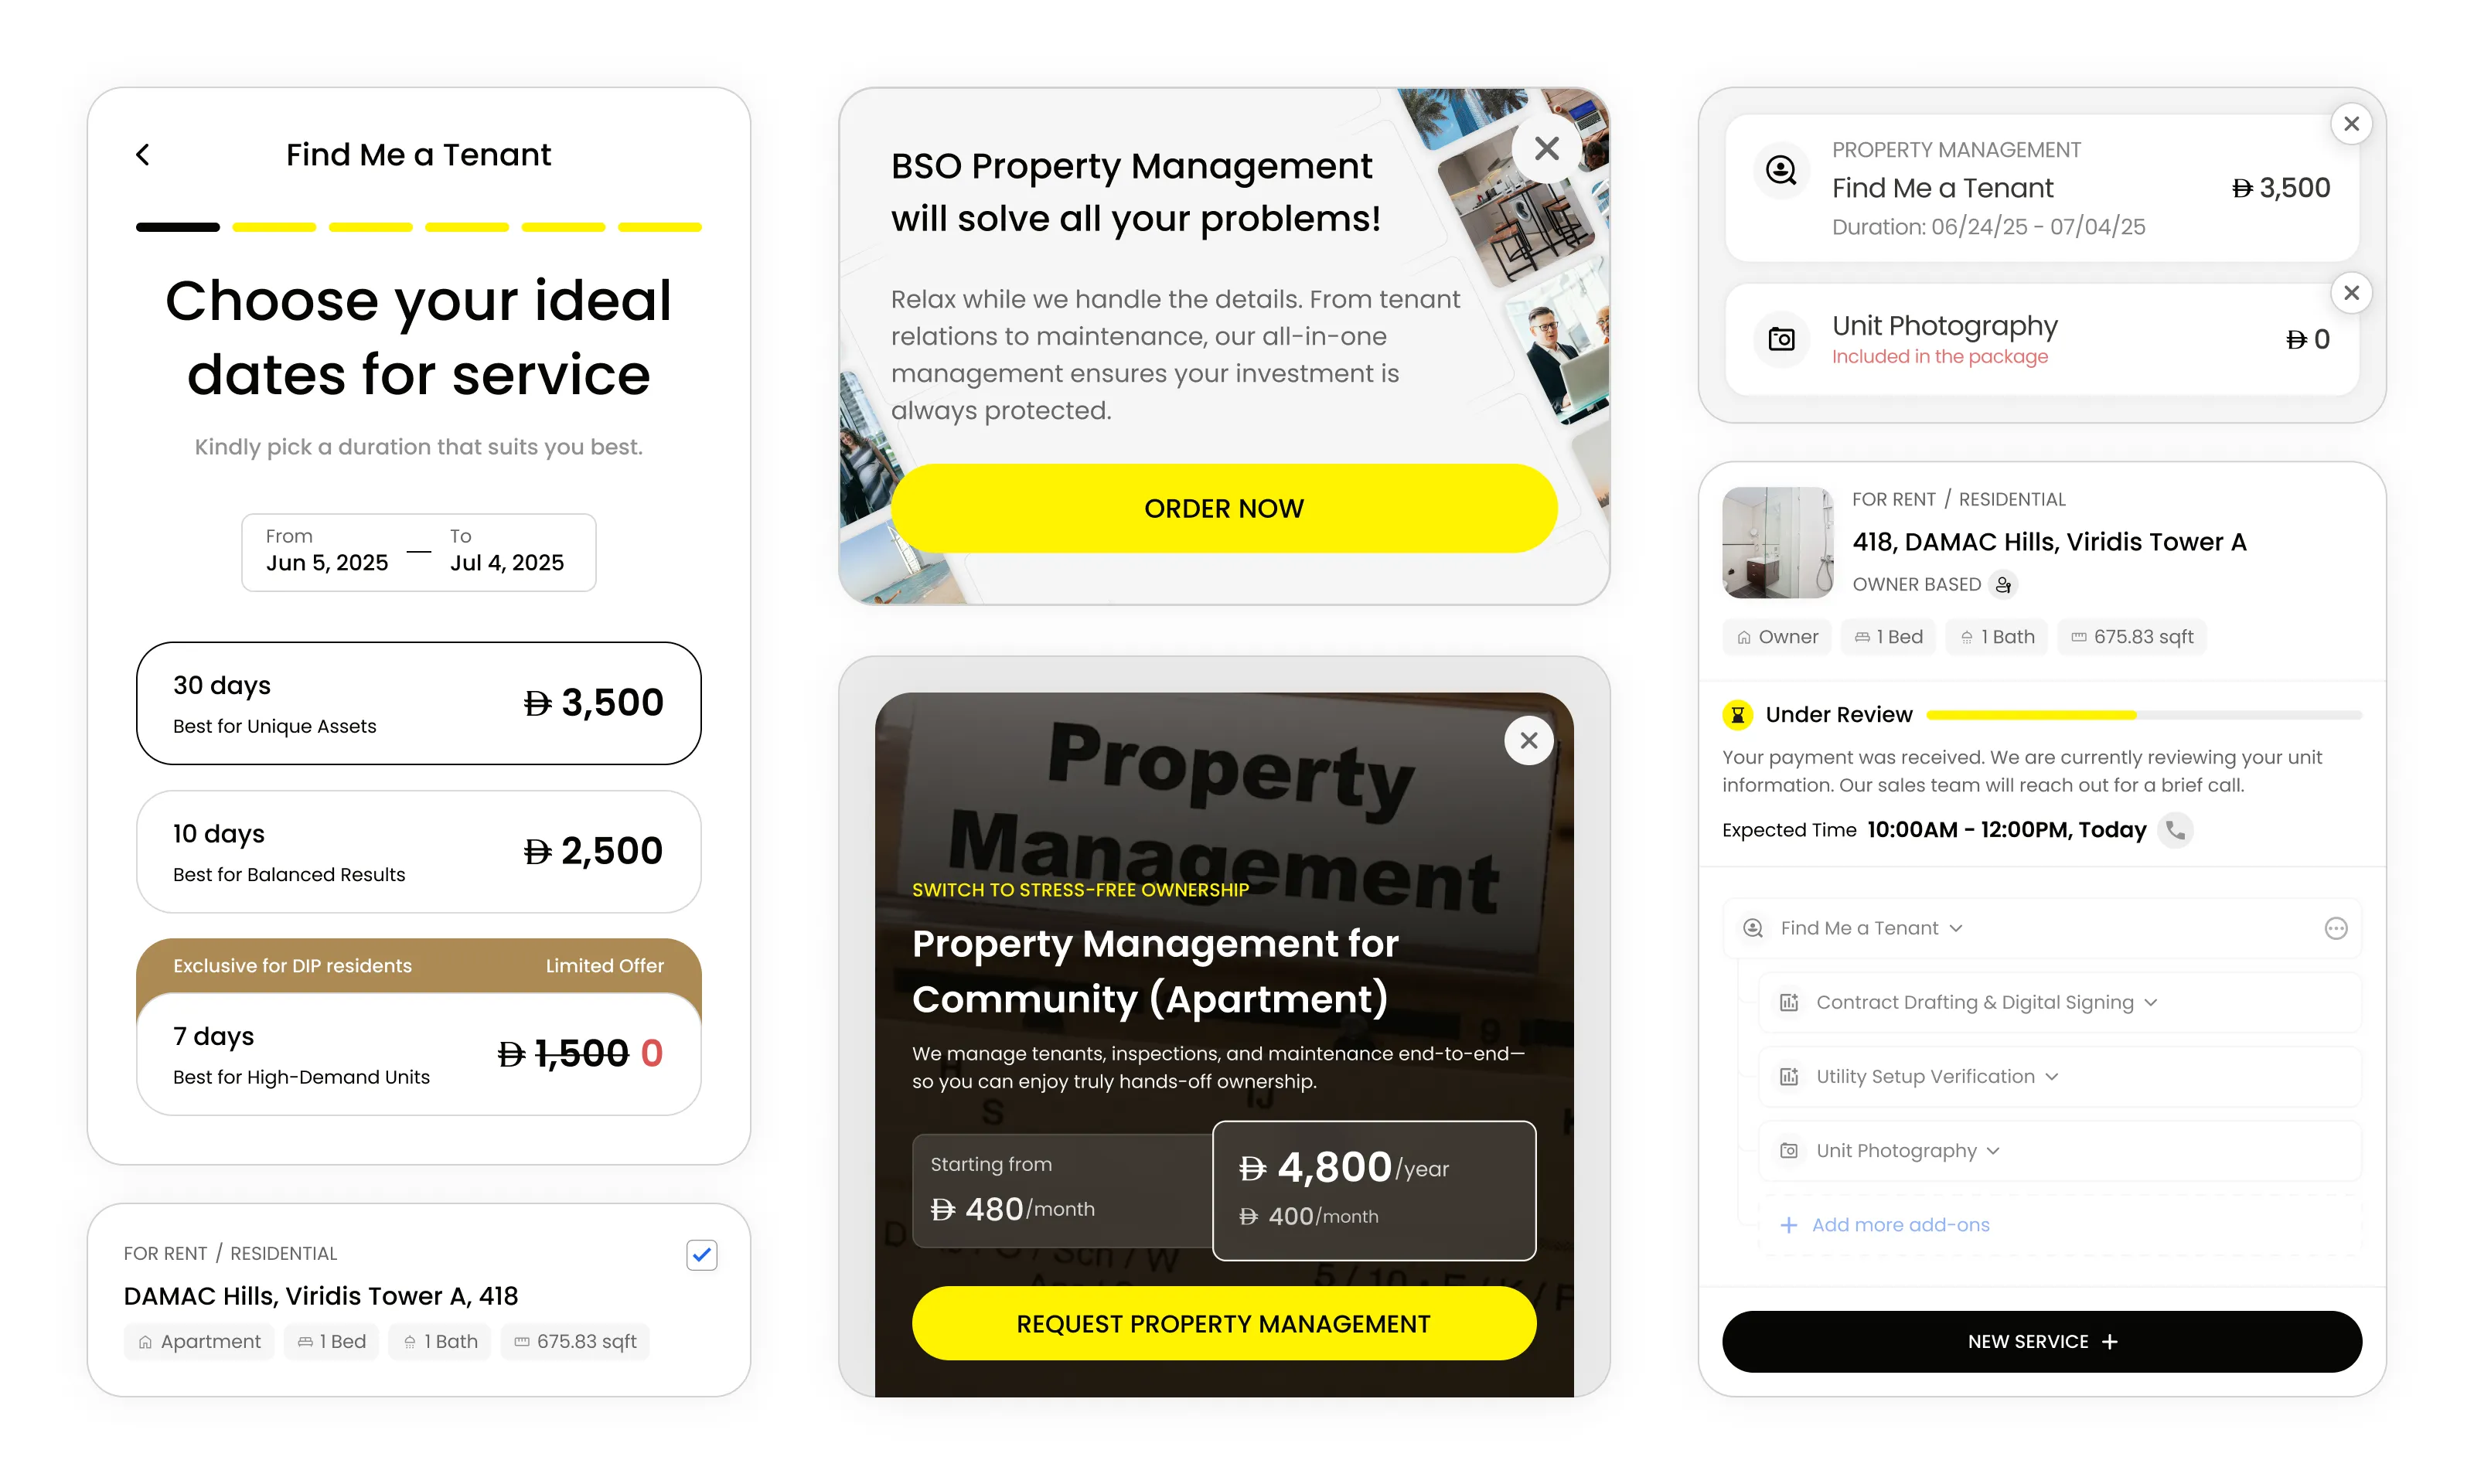 Find Me a Tenant
Choose your ideal
dates for service
Kindly pick a duration that suits you best.
From
Jun 5, 2025
—
To
Jul 4, 2025
30 days
Best for Unique Assets
3,500
10 days
Best for Balanced Results
2,500
Exclusive for DIP residents
Limited Offer
7 days
Best for High-Demand Units
1,500 0
FOR RENT / RESIDENTIAL
DAMAC Hills, Viridis Tower A, 418
Apartment
1 Bed
1 Bath
675.83 sqft
BSO Property Management
will solve all your problems!
Relax while we handle the details. From tenant
relations to maintenance, our all-in-one
management ensures your investment is
always protected.
ORDER NOW
Property
Management
SWITCH TO STRESS-FREE OWNERSHIP
Property Management for
Community (Apartment)
We manage tenants, inspections, and maintenance end-to-end—
so you can enjoy truly hands-off ownership.
Starting from
480/month
4,800/year
400/month
REQUEST PROPERTY MANAGEMENT
PROPERTY MANAGEMENT
Find Me a Tenant
Duration: 06/24/25 - 07/04/25
3,500
Unit Photography
Included in the package
0
FOR RENT / RESIDENTIAL
418, DAMAC Hills, Viridis Tower A
OWNER BASED
Owner
1 Bed
1 Bath
675.83 sqft
Under Review
Your payment was received. We are currently reviewing your unit
information. Our sales team will reach out for a brief call.
Expected Time 10:00AM - 12:00PM, Today
Find Me a Tenant
Contract Drafting & Digital Signing
Utility Setup Verification
Unit Photography
+ Add more add-ons
NEW SERVICE +